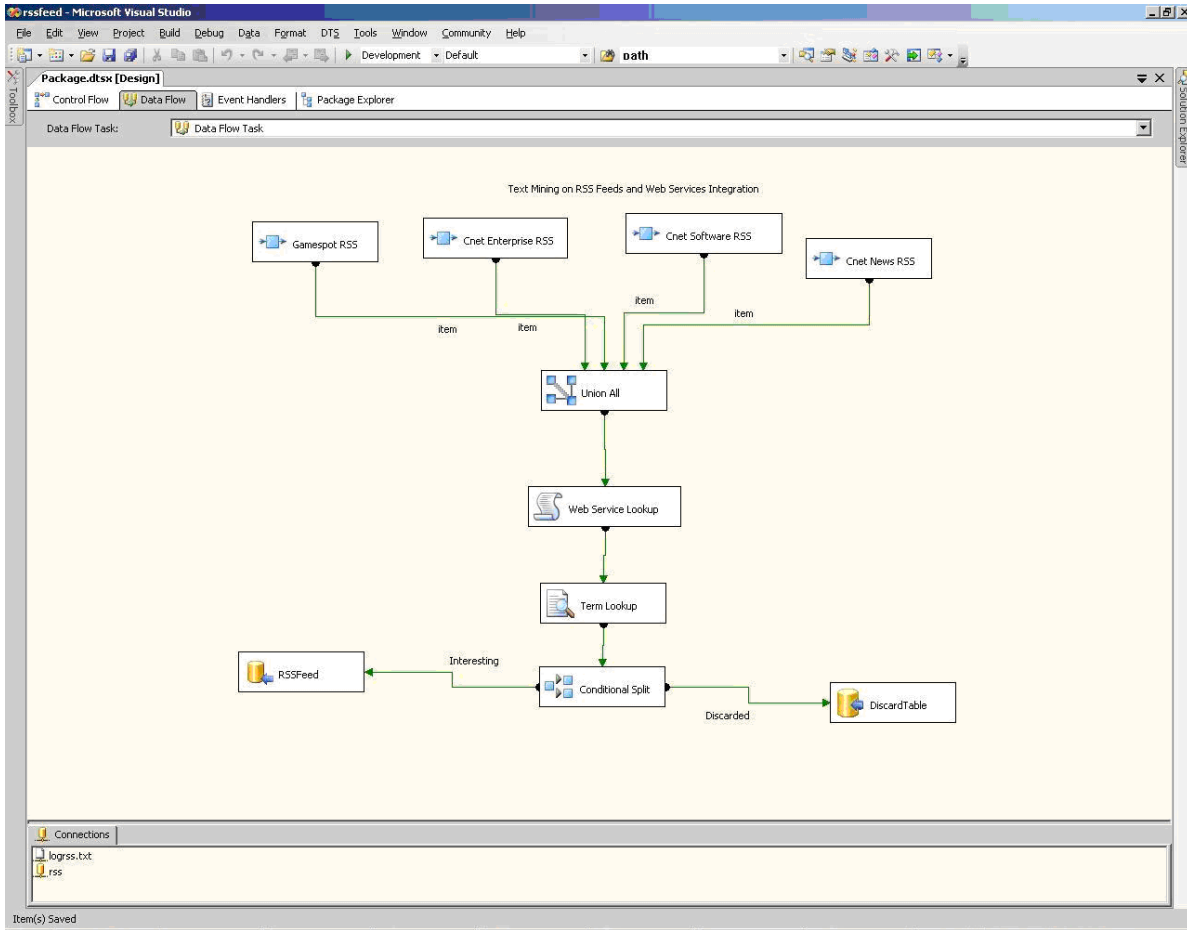 rssfeed - Microsoft Visual Studio
File Edit View Project Build Debug Data Format DTS Tools Window Community Help
Development Default path
Package.dtsx [Design]
Control Flow Data Flow Event Handlers Package Explorer
Data Flow Task: Data Flow Task
Toolbox
Solution Explorer
Text Mining on RSS Feeds and Web Services Integration
Gamespot RSS
Cnet Enterprise RSS
Cnet Software RSS
Cnet News RSS
item
item
item
item
Union All
Web Service Lookup
Term Lookup
Interesting
RSSFeed
Conditional Split
Discarded
DiscardTable
Connections
logrss.txt
rss
Item(s) Saved